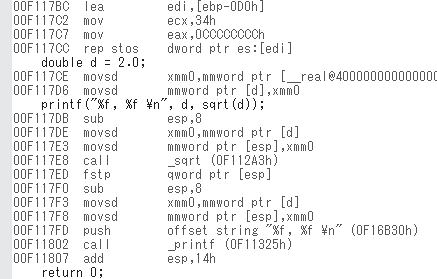 00F117BC lea edi,[ebp-0D0h]
00F117C2 mov ecx,34h
00F117C7 mov eax,0CCCCCCCCh
00F117CC rep stos dword ptr es:[edi]
double d = 2.0;
00F117CE movsd xmm0,mmword ptr [__real@400000000000000
00F117D6 movsd mmword ptr [d],xmm0
printf("%f, %f ¥n", d, sqrt(d));
00F117DB sub esp,8
00F117DE movsd xmm0,mmword ptr [d]
00F117E3 movsd mmword ptr [esp],xmm0
00F117E8 call _sqrt (0F112A3h)
00F117ED fstp qword ptr [esp]
00F117F0 sub esp,8
00F117F3 movsd xmm0,mmword ptr [d]
00F117F8 movsd mmword ptr [esp],xmm0
00F117FD push offset string "%f, %f ¥n" (0F16B30h)
00F11802 call _printf (0F11325h)
00F11807 add esp,14h
return 0;